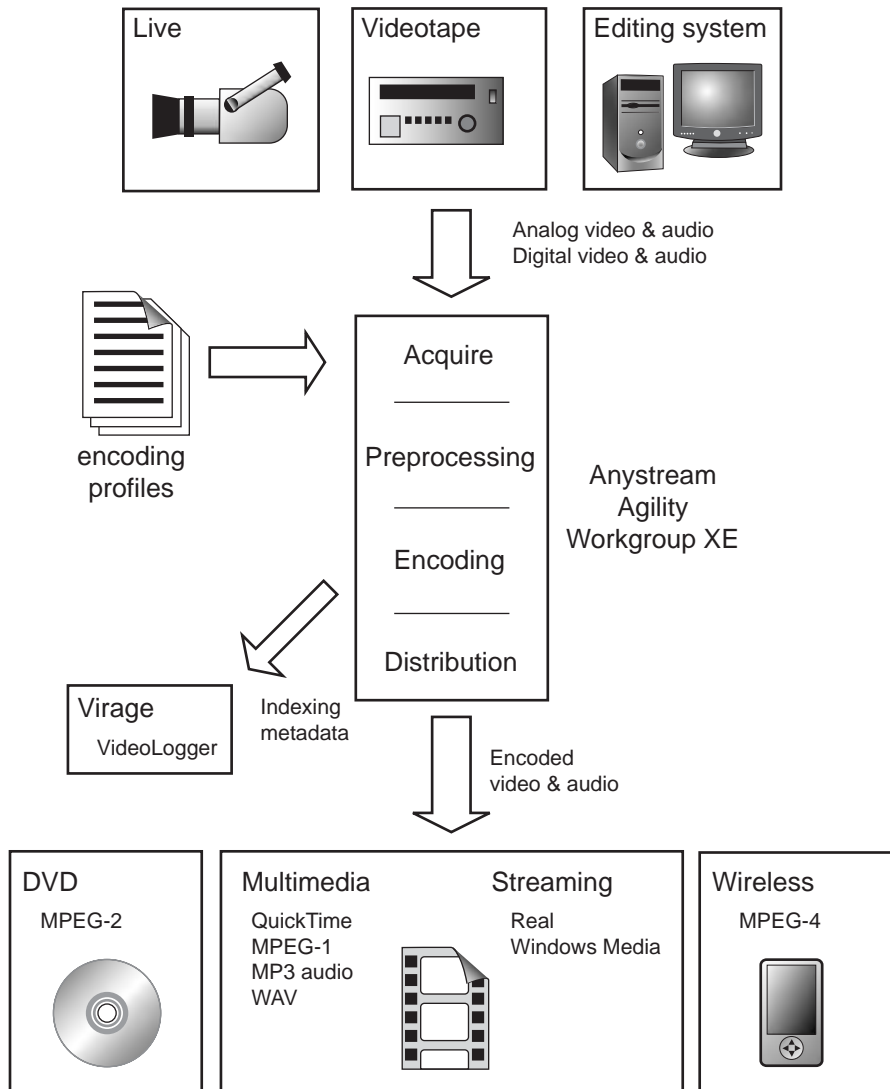 Live
Videotape
Editing system
Analog video & audio
Digital video & audio
encoding
profiles
Acquire
Preprocessing
Encoding
Distribution
Anystream
Agility
Workgroup XE
Virage
VideoLogger
Indexing
metadata
Encoded
video & audio
DVD
MPEG-2
Multimedia
QuickTime
MPEG-1
MP3 audio
WAV
Streaming
Real
Windows Media
Wireless
MPEG-4